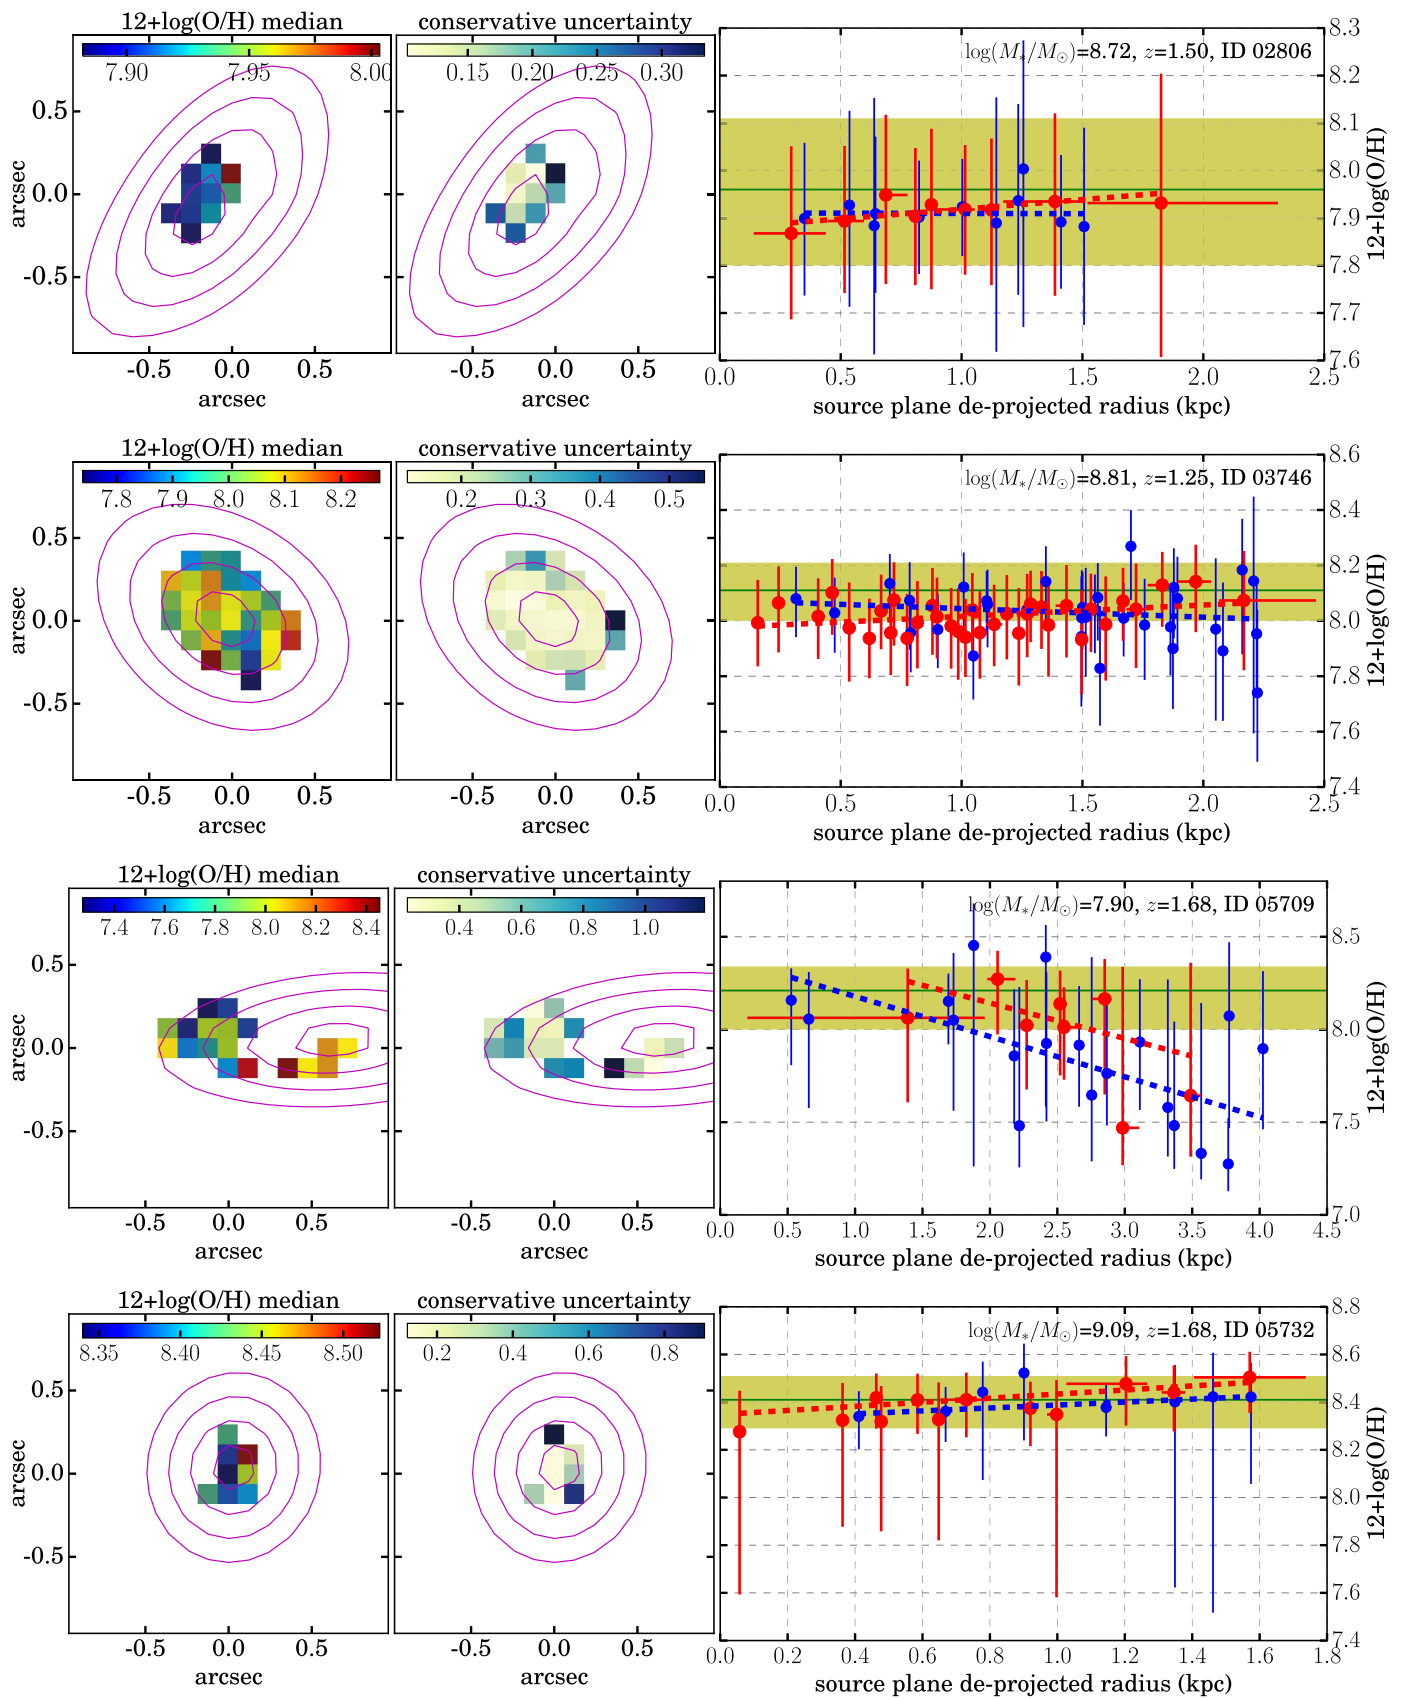 12+log(O/H) median
conservative uncertainty
7.90 7.95 8.00
0.15 0.20 0.25 0.30
log(M*/M☉)=8.72, z=1.50, ID 02806
0.5
0.0
-0.5
arcsec
-0.5 0.0 0.5
arcsec
-0.5 0.0 0.5
arcsec
8.3
8.2
8.1
8.0
7.9
7.8
7.7
7.6
12+log(O/H)
0.0 0.5 1.0 1.5 2.0 2.5
source plane de-projected radius (kpc)
12+log(O/H) median
conservative uncertainty
7.8 7.9 8.0 8.1 8.2
0.2 0.3 0.4 0.5
log(M*/M☉)=8.81, z=1.25, ID 03746
0.5
0.0
-0.5
arcsec
-0.5 0.0 0.5
arcsec
-0.5 0.0 0.5
arcsec
8.6
8.4
8.2
8.0
7.8
7.6
7.4
12+log(O/H)
0.0 0.5 1.0 1.5 2.0 2.5
source plane de-projected radius (kpc)
12+log(O/H) median
conservative uncertainty
7.4 7.6 7.8 8.0 8.2 8.4
0.4 0.6 0.8 1.0
log(M*/M☉)=7.90, z=1.68, ID 05709
0.5
0.0
-0.5
arcsec
-0.5 0.0 0.5
arcsec
-0.5 0.0 0.5
arcsec
8.5
8.0
7.5
7.0
12+log(O/H)
0.0 0.5 1.0 1.5 2.0 2.5 3.0 3.5 4.0 4.5
source plane de-projected radius (kpc)
12+log(O/H) median
conservative uncertainty
8.35 8.40 8.45 8.50
0.2 0.4 0.6 0.8
log(M*/M☉)=9.09, z=1.68, ID 05732
0.5
0.0
-0.5
arcsec
-0.5 0.0 0.5
arcsec
-0.5 0.0 0.5
arcsec
8.8
8.6
8.4
8.2
8.0
7.8
7.6
7.4
12+log(O/H)
0.0 0.2 0.4 0.6 0.8 1.0 1.2 1.4 1.6 1.8
source plane de-projected radius (kpc)